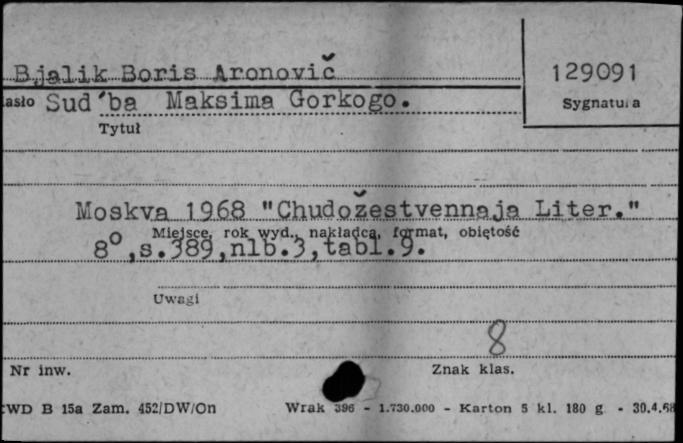 Bjalik Boris Aronovič
129091
asło Sud'ba Maksima Gorkogo.
Sygnatura
Tytuł
Moskva 1968 "Chudožestvennaja Liter."
Miejsce, rok wyd., nakładca, format, objętość
8°, s.389, nlb.3, tabl.9.
Uwagi
8
Nr inw.
Znak klas.
WD B 15a Zam. 452/DW/On Wrak 396 - 1.730.000 - Karton 5 kl. 180 g - 30.4.68